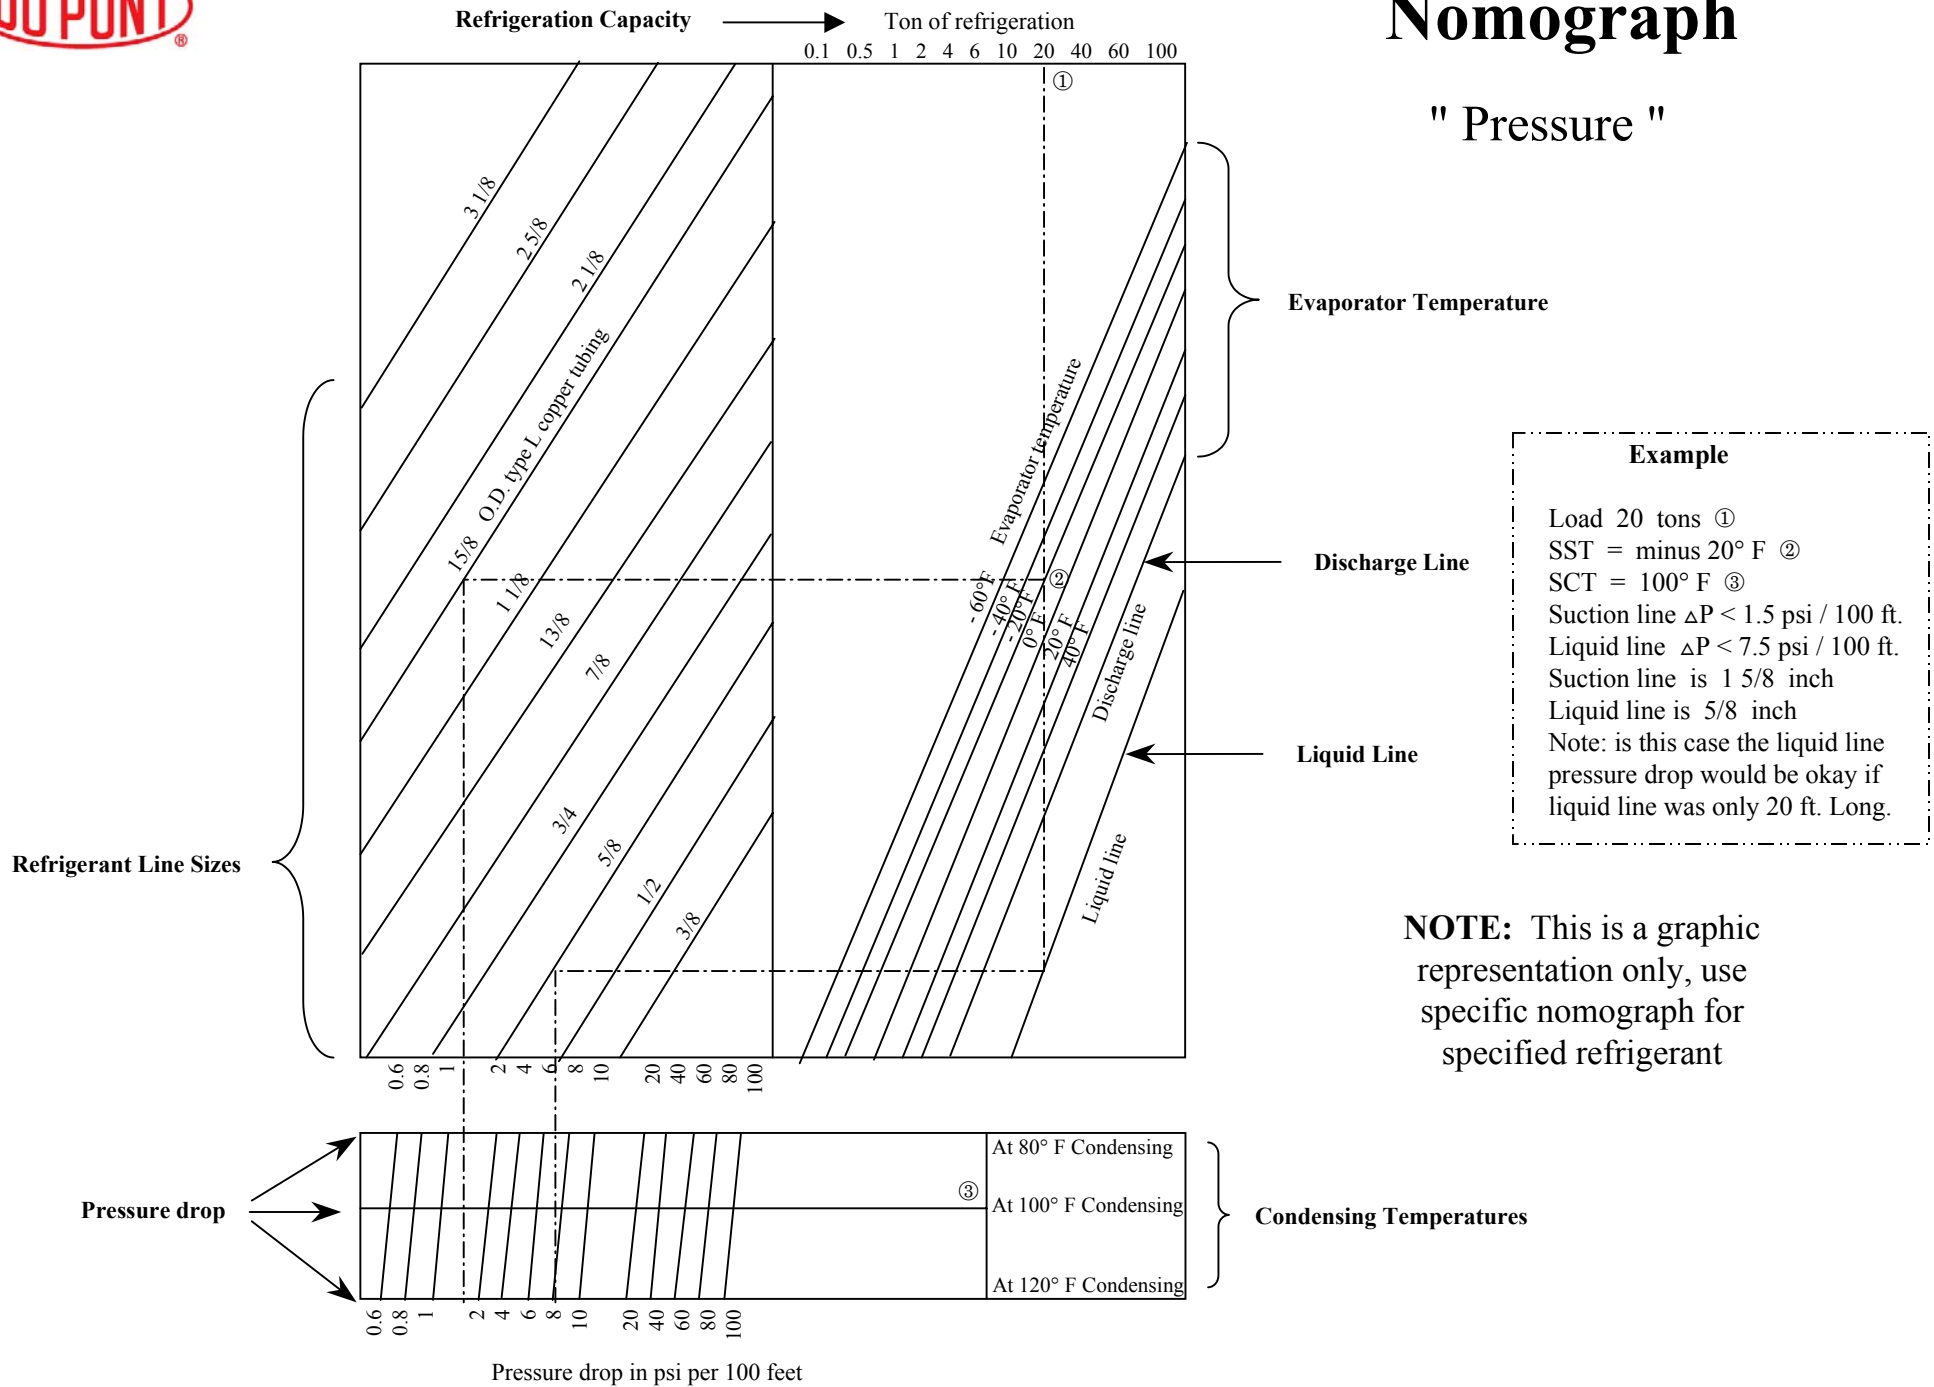 DU PONT
®
Nomograph
" Pressure "
Refrigeration Capacity
Ton of refrigeration
0.1 0.5 1 2 4 6 10 20 40 60 100
①
3 1/8
2 5/8
2 1/8
15/8 O.D. type L copper tubing
1 1/8
13/8
7/8
3/4
5/8
1/2
3/8
Evaporator temperature
- 60°F
- 40° F
- 20°F
0° F
20° F
40° F
②
Discharge line
Liquid line
Evaporator Temperature
Discharge Line
Liquid Line
Refrigerant Line Sizes
Example
Load 20 tons ①
SST = minus 20° F ②
SCT = 100° F ③
Suction line △P < 1.5 psi / 100 ft.
Liquid line △P < 7.5 psi / 100 ft.
Suction line is 1 5/8 inch
Liquid line is 5/8 inch
Note: is this case the liquid line
pressure drop would be okay if
liquid line was only 20 ft. Long.
NOTE: This is a graphic
representation only, use
specific nomograph for
specified refrigerant
0.6 0.8 1 2 4 6 8 10 20 40 60 80 100
At 80° F Condensing
③
At 100° F Condensing
At 120° F Condensing
Pressure drop
Condensing Temperatures
0.6 0.8 1 2 4 6 8 10 20 40 60 80 100
Pressure drop in psi per 100 feet